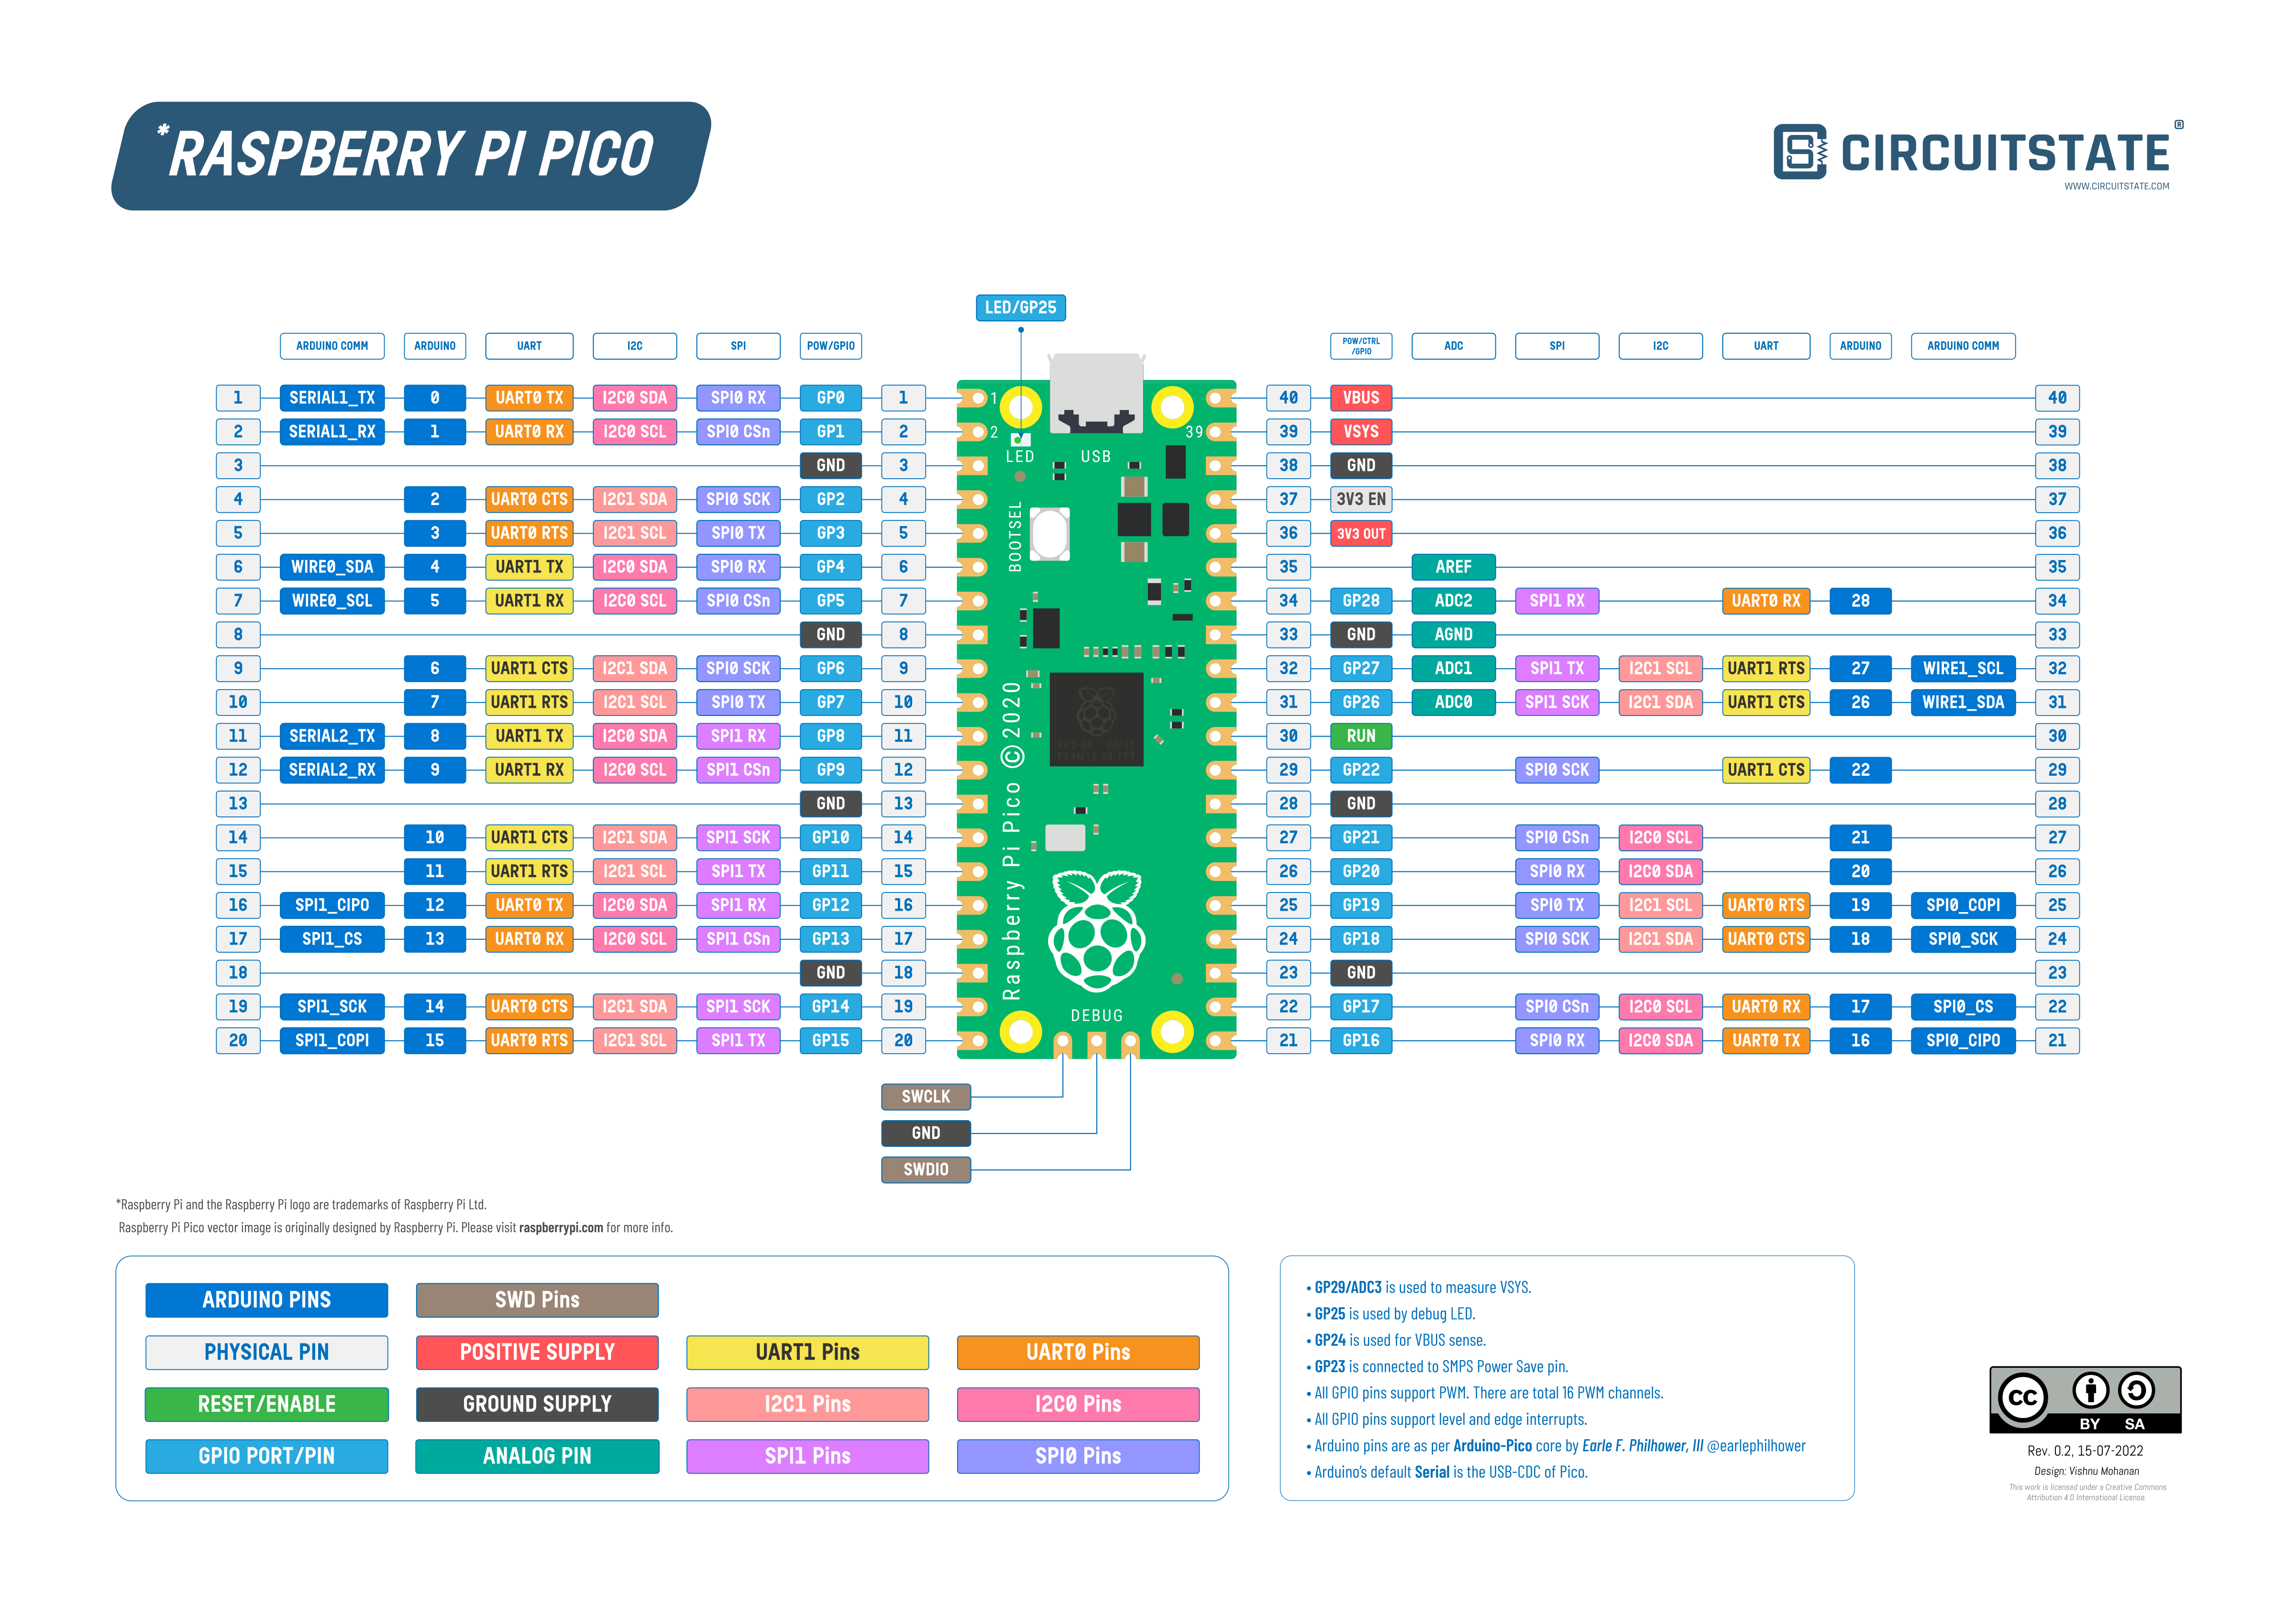 *RASPBERRY PI PICO
CIRCUITSTATE®
WWW.CIRCUITSTATE.COM
LED/GP25
ARDUINO COMM ARDUINO UART I2C SPI POW/GPIO POW/CTRL /GPIO ADC SPI I2C UART ARDUINO ARDUINO COMM
1 SERIAL1_TX 0 UART0 TX I2C0 SDA SPI0 RX GP0 1 1 40 VBUS 40
2 SERIAL1_RX 1 UART0 RX I2C0 SCL SPI0 CSn GP1 2 2 39 39 VSYS 39
LED USB
3 GND 3 38 GND 38
4 2 UART0 CTS I2C1 SDA SPI0 SCK GP2 4 37 3V3 EN 37
5 3 UART0 RTS I2C1 SCL SPI0 TX GP3 5 36 3V3 OUT 36
BOOTSEL
6 WIRE0_SDA 4 UART1 TX I2C0 SDA SPI0 RX GP4 6 35 AREF 35
7 WIRE0_SCL 5 UART1 RX I2C0 SCL SPI0 CSn GP5 7 34 GP28 ADC2 SPI1 RX UART0 RX 28 34
8 GND 8 33 GND AGND 33
9 6 UART1 CTS I2C1 SDA SPI0 SCK GP6 9 32 GP27 ADC1 SPI1 TX I2C1 SCL UART1 RTS 27 WIRE1_SCL 32
10 7 UART1 RTS I2C1 SCL SPI0 TX GP7 10 31 GP26 ADC0 SPI1 SCK I2C1 SDA UART1 CTS 26 WIRE1_SDA 31
11 SERIAL2_TX 8 UART1 TX I2C0 SDA SPI1 RX GP8 11 30 RUN 30
12 SERIAL2_RX 9 UART1 RX I2C0 SCL SPI1 CSn GP9 12 29 GP22 SPI0 SCK UART1 CTS 22 29
13 GND 13 28 GND 28
14 10 UART1 CTS I2C1 SDA SPI1 SCK GP10 14 27 GP21 SPI0 CSn I2C0 SCL 21 27
15 11 UART1 RTS I2C1 SCL SPI1 TX GP11 15 26 GP20 SPI0 RX I2C0 SDA 20 26
16 SPI1_CIPO 12 UART0 TX I2C0 SDA SPI1 RX GP12 16 25 GP19 SPI0 TX I2C1 SCL UART0 RTS 19 SPI0_COPI 25
17 SPI1_CS 13 UART0 RX I2C0 SCL SPI1 CSn GP13 17 24 GP18 SPI0 SCK I2C1 SDA UART0 CTS 18 SPI0_SCK 24
18 GND 18 23 GND 23
19 SPI1_SCK 14 UART0 CTS I2C1 SDA SPI1 SCK GP14 19 22 GP17 SPI0 CSn I2C0 SCL UART0 RX 17 SPI0_CS 22
20 SPI1_COPI 15 UART0 RTS I2C1 SCL SPI1 TX GP15 20 21 GP16 SPI0 RX I2C0 SDA UART0 TX 16 SPI0_CIPO 21
Raspberry Pi Pico ©2020
DEBUG
SWCLK
GND
SWDIO
*Raspberry Pi and the Raspberry Pi logo are trademarks of Raspberry Pi Ltd.
Raspberry Pi Pico vector image is originally designed by Raspberry Pi. Please visit raspberrypi.com for more info.
ARDUINO PINS SWD Pins
PHYSICAL PIN POSITIVE SUPPLY UART1 Pins UART0 Pins
RESET/ENABLE GROUND SUPPLY I2C1 Pins I2C0 Pins
GPIO PORT/PIN ANALOG PIN SPI1 Pins SPI0 Pins
• GP29/ADC3 is used to measure VSYS.
• GP25 is used by debug LED.
• GP24 is used for VBUS sense.
• GP23 is connected to SMPS Power Save pin.
• All GPIO pins support PWM. There are total 16 PWM channels.
• All GPIO pins support level and edge interrupts.
• Arduino pins are as per Arduino-Pico core by Earle F. Philhower, III @earlephilhower
• Arduino's default Serial is the USB-CDC of Pico.
cc
BY SA
Rev. 0.2, 15-07-2022
Design: Vishnu Mohanan
This work is licensed under a Creative Commons
Attribution 4.0 International License.